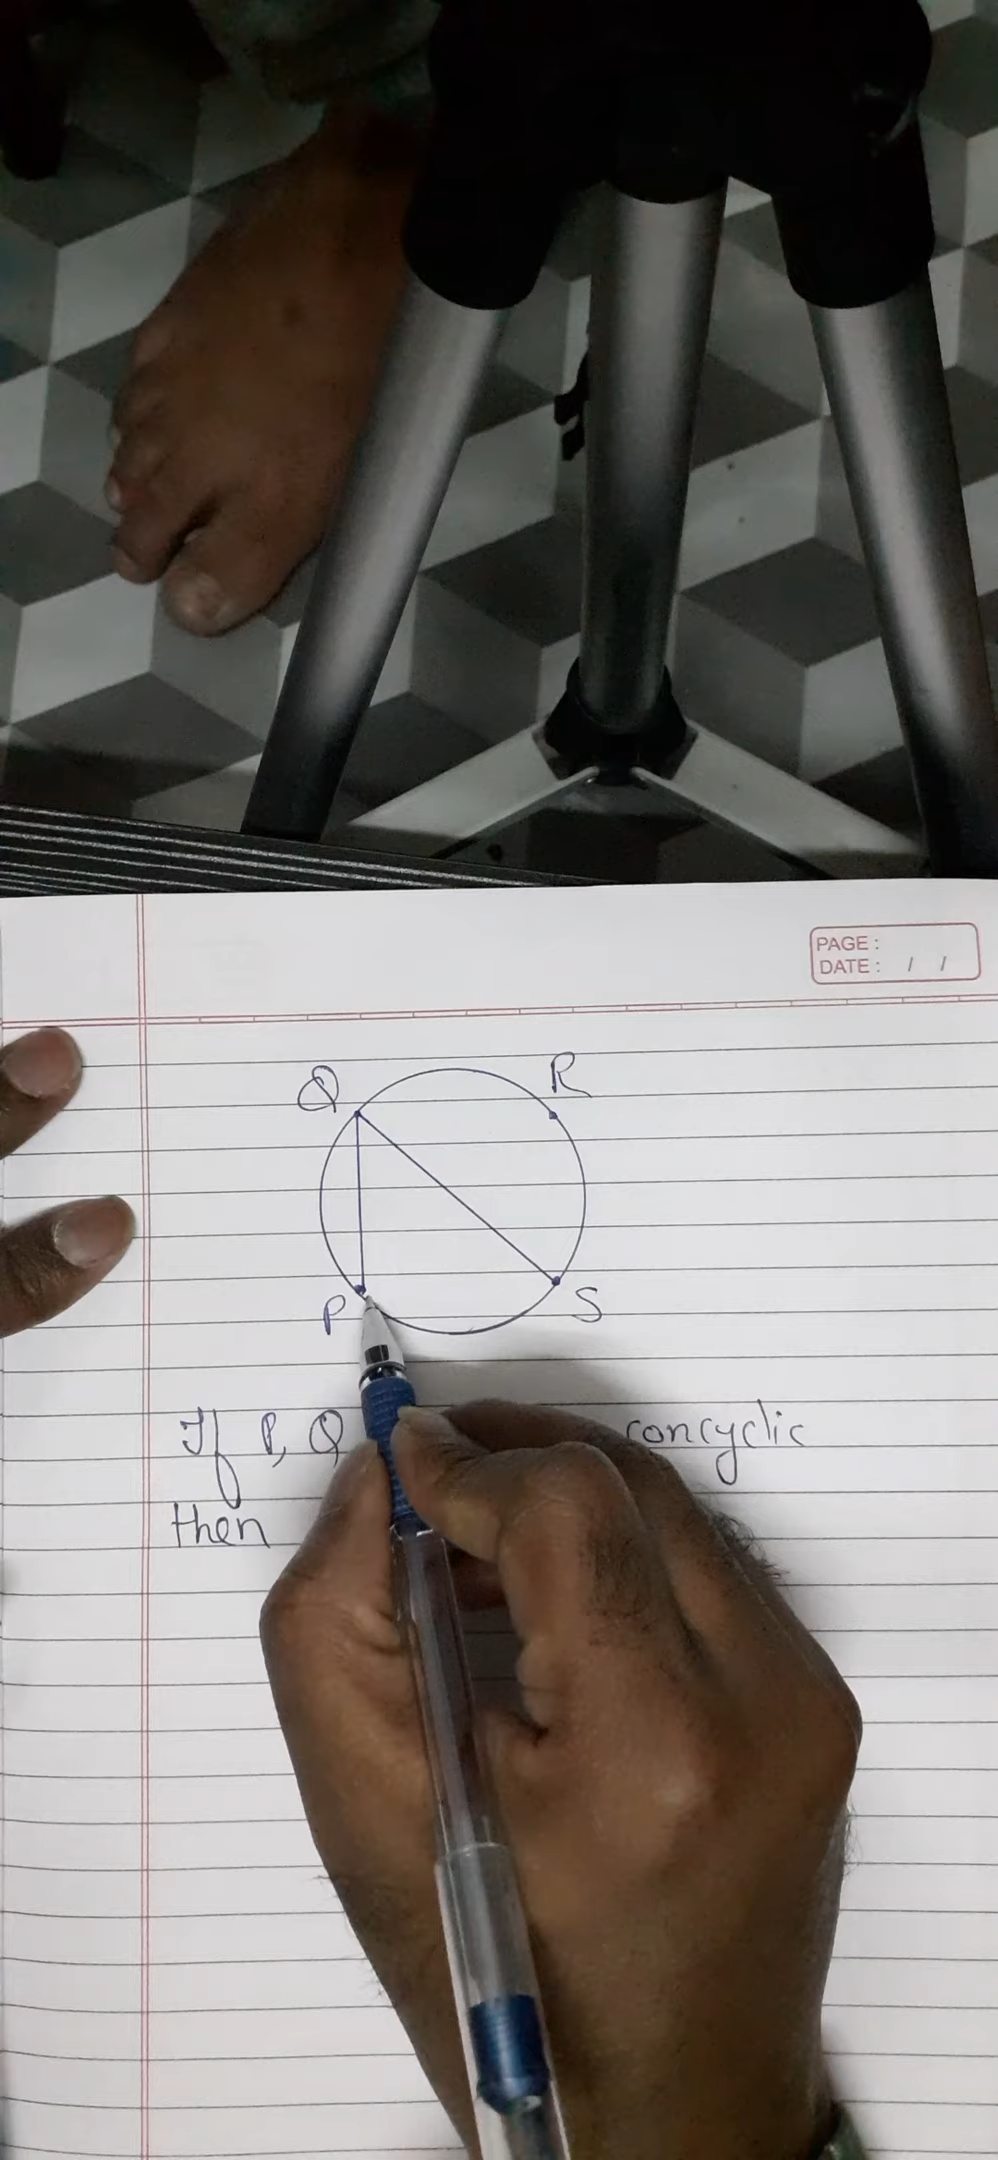 PAGE :
DATE : / /
Q R
P S
If P, Q concyclic
then